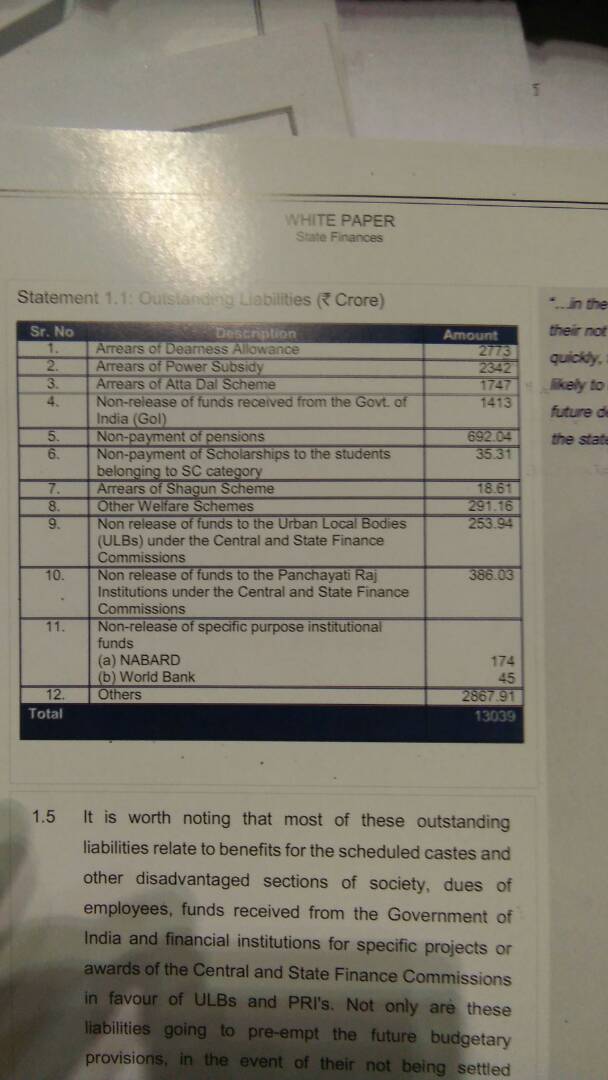 WHITE PAPER
State Finances
Statement 1.1: Outstanding Liabilities (₹ Crore)
Sr. No Description Amount
1. Arrears of Dearness Allowance 2773
2. Arrears of Power Subsidy 2342
3. Arrears of Atta Dal Scheme 1747
4. Non-release of funds received from the Govt. of 1413
India (GoI)
5. Non-payment of pensions 692.04
6. Non-payment of Scholarships to the students 35.31
belonging to SC category
7. Arrears of Shagun Scheme 18.61
8. Other Welfare Schemes 291.16
9. Non release of funds to the Urban Local Bodies 253.94
(ULBs) under the Central and State Finance
Commissions
10. Non release of funds to the Panchayati Raj 386.03
Institutions under the Central and State Finance
Commissions
11. Non-release of specific purpose institutional
funds
(a) NABARD 174
(b) World Bank 45
12. Others 2867.91
Total 13039
1.5 It is worth noting that most of these outstanding
liabilities relate to benefits for the scheduled castes and
other disadvantaged sections of society, dues of
employees, funds received from the Government of
India and financial institutions for specific projects or
awards of the Central and State Finance Commissions
in favour of ULBs and PRI's. Not only are these
liabilities going to pre-empt the future budgetary
provisions, in the event of their not being settled
"...in the
their not
quickly,
likely to
future
the state